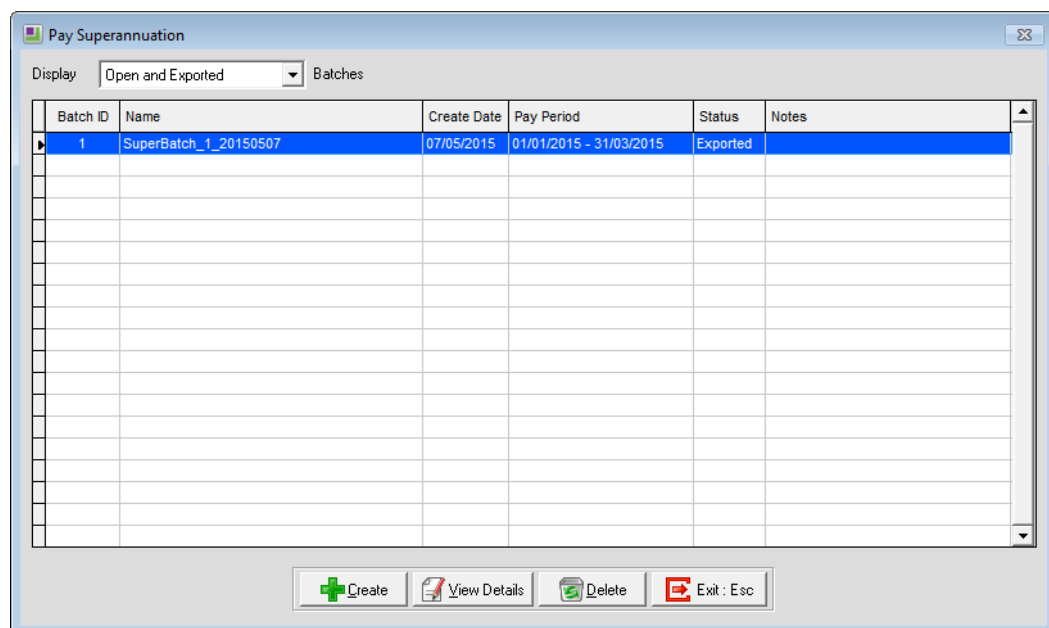 Pay Superannuation
Display Open and Exported Batches
Batch ID Name Create Date Pay Period Status Notes
1 SuperBatch_1_20150507 07/05/2015 01/01/2015 - 31/03/2015 Exported
Create View Details Delete Exit : Esc